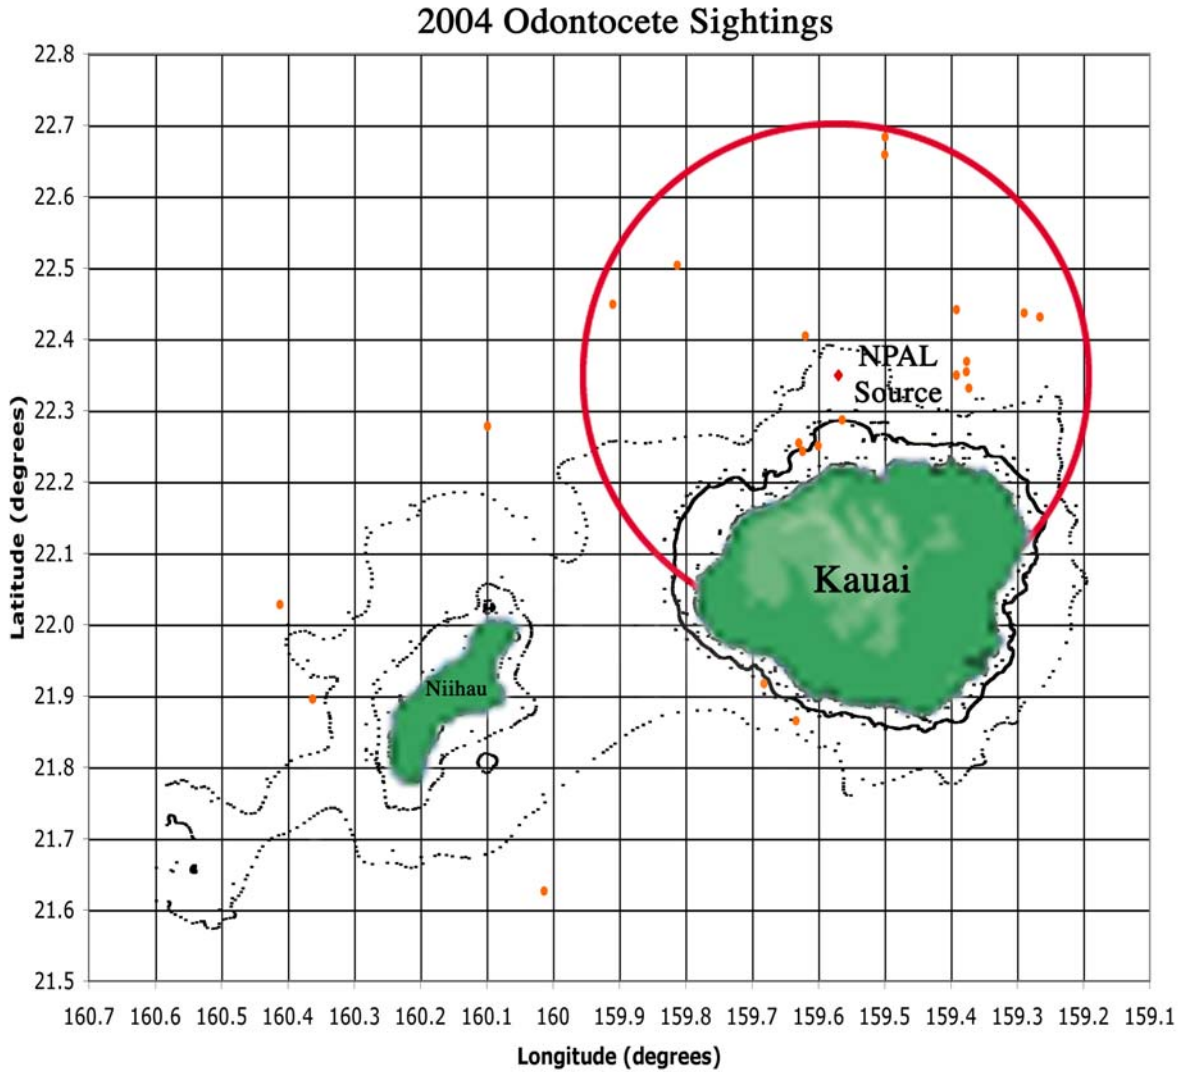 2004 Odontocete Sightings
22.8
22.7
22.6
22.5
22.4
22.3
22.2
22.1
22.0
21.9
21.8
21.7
21.6
21.5
Latitude (degrees)
NPAL
Source
Kauai
Niihau
160.7 160.6 160.5 160.4 160.3 160.2 160.1 160 159.9 159.8 159.7 159.6 159.5 159.4 159.3 159.2 159.1
Longitude (degrees)